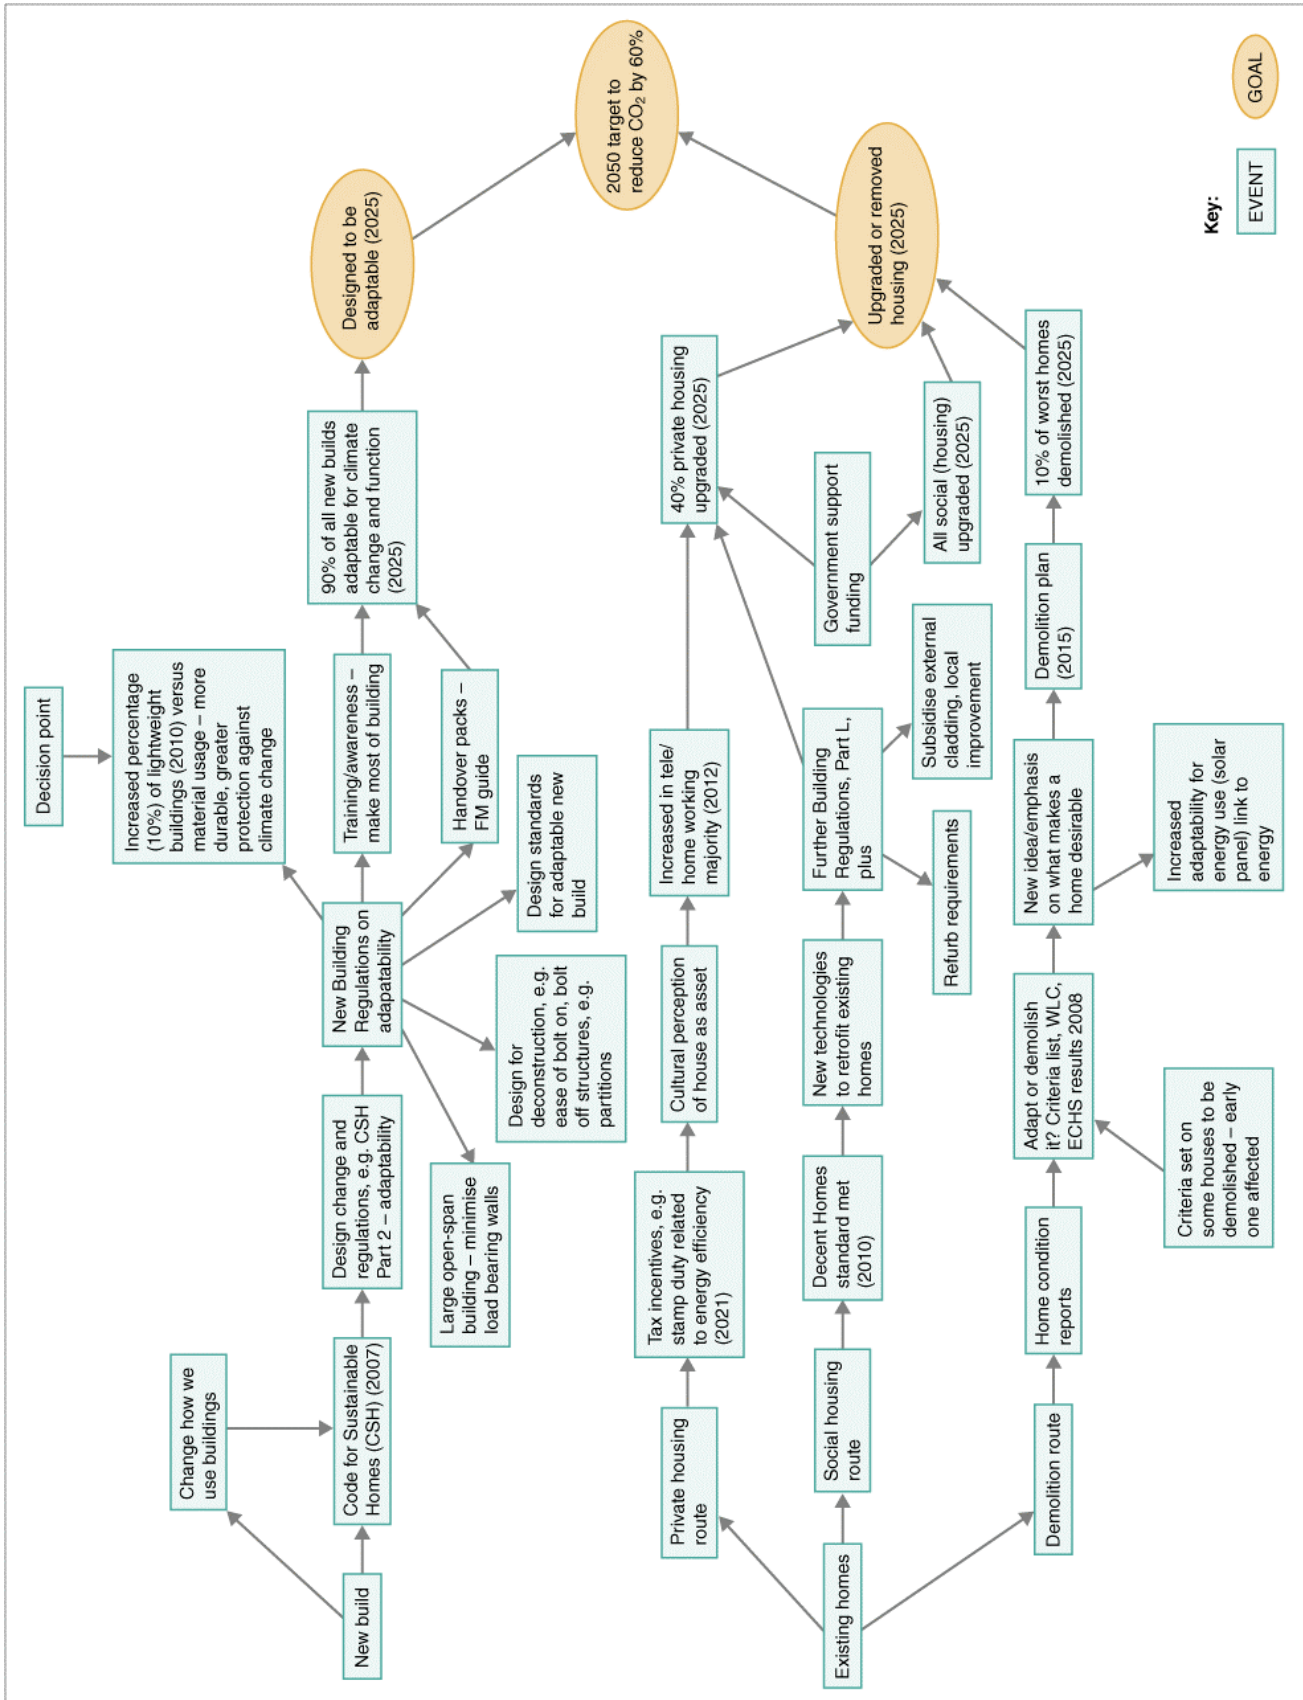 Decision point
Increased percentage
(10%) of lightweight
buildings (2010) versus
material usage – more
durable, greater
protection against
climate change
Change how we
use buildings
New build
Code for Sustainable
Homes (CSH) (2007)
Design change and
regulations, e.g. CSH
Part 2 – adaptability
New Building
Regulations on
adapatability
Training/awareness –
make most of building
90% of all new builds
adaptable for climate
change and function
(2025)
Designed to be
adaptable (2025)
Handover packs –
FM guide
Large open-span
building – minimise
load bearing walls
Design for
deconstruction, e.g.
ease of bolt on, bolt
off structures, e.g.
partitions
Design standards
for adaptable new
build
2050 target to
reduce CO₂ by 60%
Private housing
route
Tax incentives, e.g.
stamp duty related
to energy efficiency
(2021)
Cultural perception
of house as asset
Increased in tele/
home working
majority (2012)
40% private housing
upgraded (2025)
Existing homes
Social housing
route
Decent Homes
standard met
(2010)
New technologies
to retrofit existing
homes
Further Building
Regulations, Part L,
plus
Government support
funding
Upgraded or removed
housing (2025)
Refurb requirements
Subsidise external
cladding, local
improvement
All social (housing)
upgraded (2025)
Demolition route
Home condition
reports
Adapt or demolish
it? Criteria list, WLC,
ECHS results 2008
New idea/emphasis
on what makes a
home desirable
Demolition plan
(2015)
10% of worst homes
demolished (2025)
Criteria set on
some houses to be
demolished – early
one affected
Increased
adaptability for
energy use (solar
panel) link to
energy
Key:
EVENT
GOAL